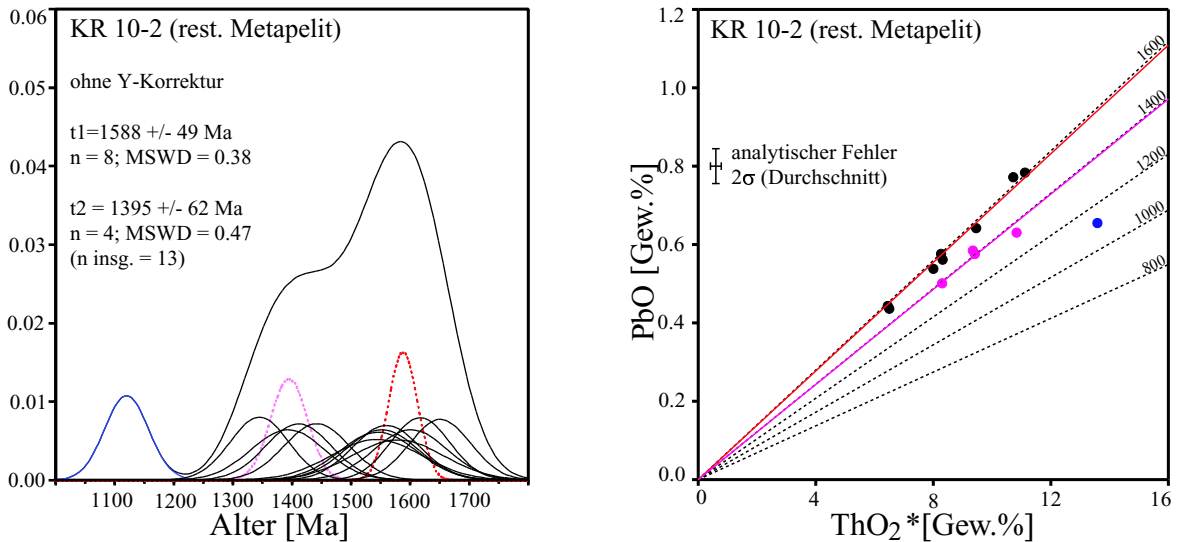 KR 10-2 (rest. Metapelit)
ohne Y-Korrektur
t1=1588 +/- 49 Ma
n = 8; MSWD = 0.38
t2 = 1395 +/- 62 Ma
n = 4; MSWD = 0.47
(n insg. = 13)
0.06
0.05
0.04
0.03
0.02
0.01
0.00
1100 1200 1300 1400 1500 1600 1700
Alter [Ma]
KR 10-2 (rest. Metapelit)
analytischer Fehler
2σ (Durchschnitt)
PbO [Gew.%]
1.2
1.0
0.8
0.6
0.4
0.2
0.0
1600
1400
1200
1000
800
0 4 8 12 16
ThO₂*[Gew.%]